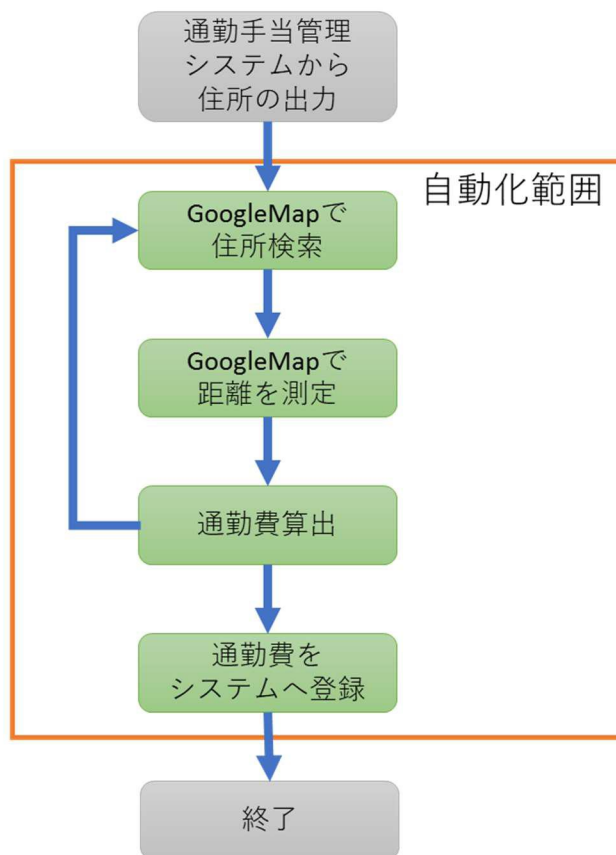 通勤手当管理
システムから
住所の出力
自動化範囲
GoogleMapで
住所検索
GoogleMapで
距離を測定
通勤費算出
通勤費を
システムへ登録
終了